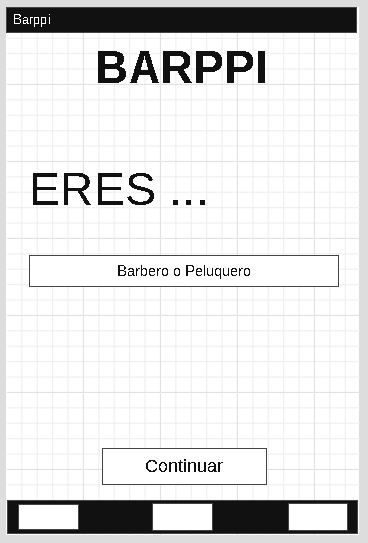 Barppi
BARPPI
ERES ...
Barbero o Peluquero
Continuar